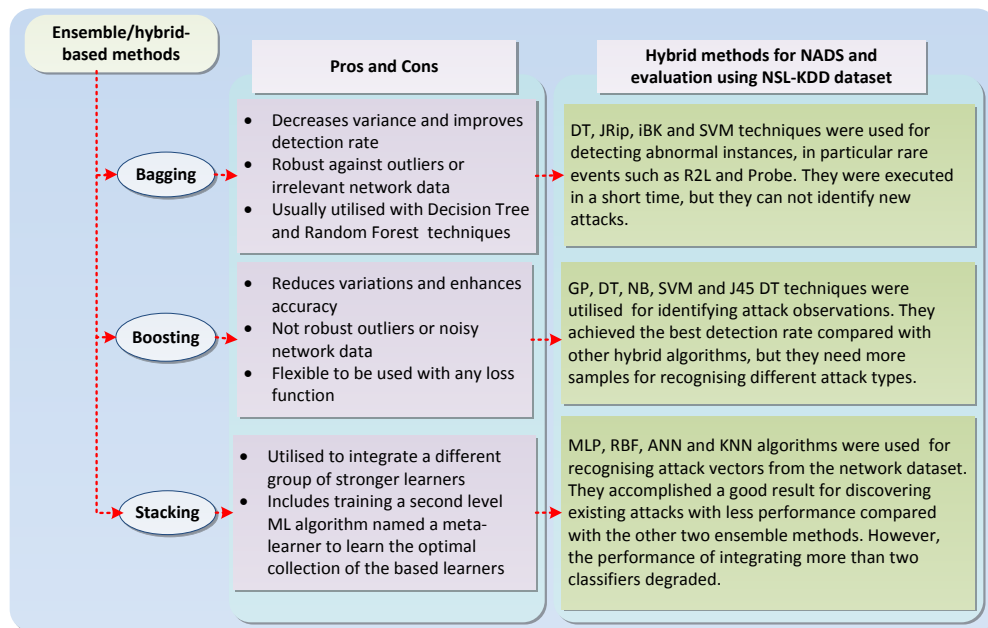 Ensemble/hybrid-
based methods
Pros and Cons
Hybrid methods for NADS and
evaluation using NSL-KDD dataset
Bagging
• Decreases variance and improves
detection rate
• Robust against outliers or
irrelevant network data
• Usually utilised with Decision Tree
and Random Forest techniques
DT, JRip, iBK and SVM techniques were used for
detecting abnormal instances, in particular rare
events such as R2L and Probe. They were executed
in a short time, but they can not identify new
attacks.
Boosting
• Reduces variations and enhances
accuracy
• Not robust outliers or noisy
network data
• Flexible to be used with any loss
function
GP, DT, NB, SVM and J45 DT techniques were
utilised for identifying attack observations. They
achieved the best detection rate compared with
other hybrid algorithms, but they need more
samples for recognising different attack types.
Stacking
• Utilised to integrate a different
group of stronger learners
• Includes training a second level
ML algorithm named a meta-
learner to learn the optimal
collection of the based learners
MLP, RBF, ANN and KNN algorithms were used for
recognising attack vectors from the network dataset.
They accomplished a good result for discovering
existing attacks with less performance compared
with the other two ensemble methods. However,
the performance of integrating more than two
classifiers degraded.